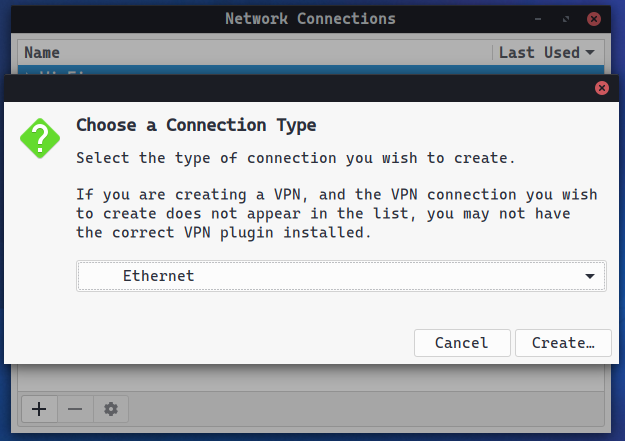 Network Connections
Name
Last Used
Choose a Connection Type
Select the type of connection you wish to create.
If you are creating a VPN, and the VPN connection you wish
to create does not appear in the list, you may not have
the correct VPN plugin installed.
Ethernet
Cancel
Create…